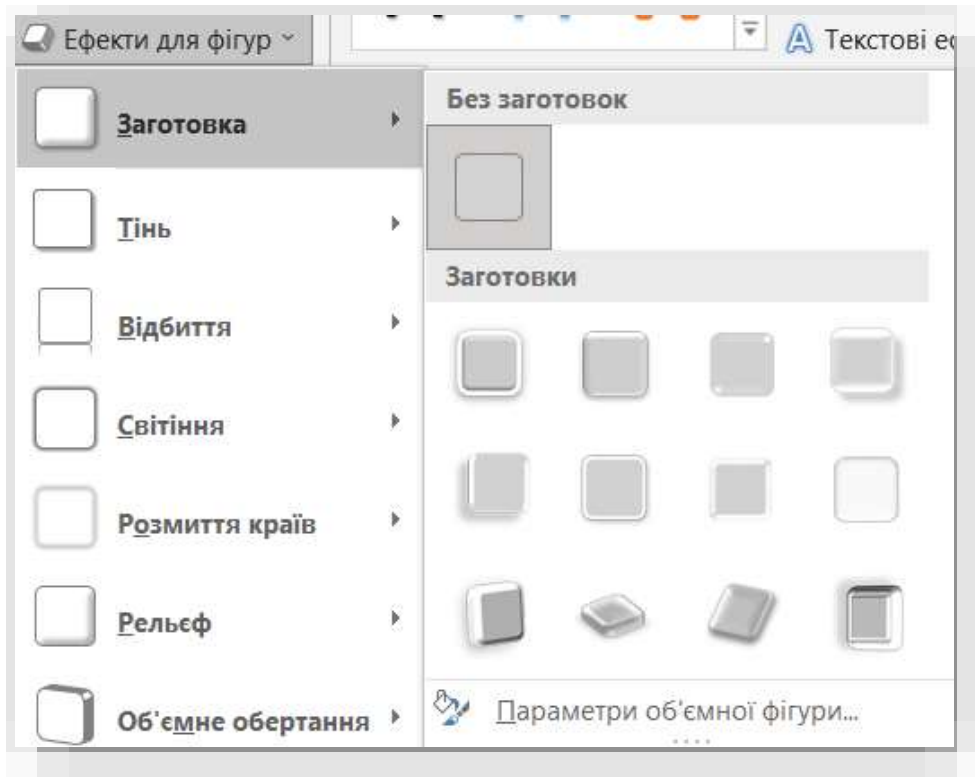 Ефекти для фігур
Текстові
Заготовка
Тінь
Відбиття
Світіння
Розмиття країв
Рельєф
Об'ємне обертання
Без заготовок
Заготовки
Параметри об'ємної фігури...